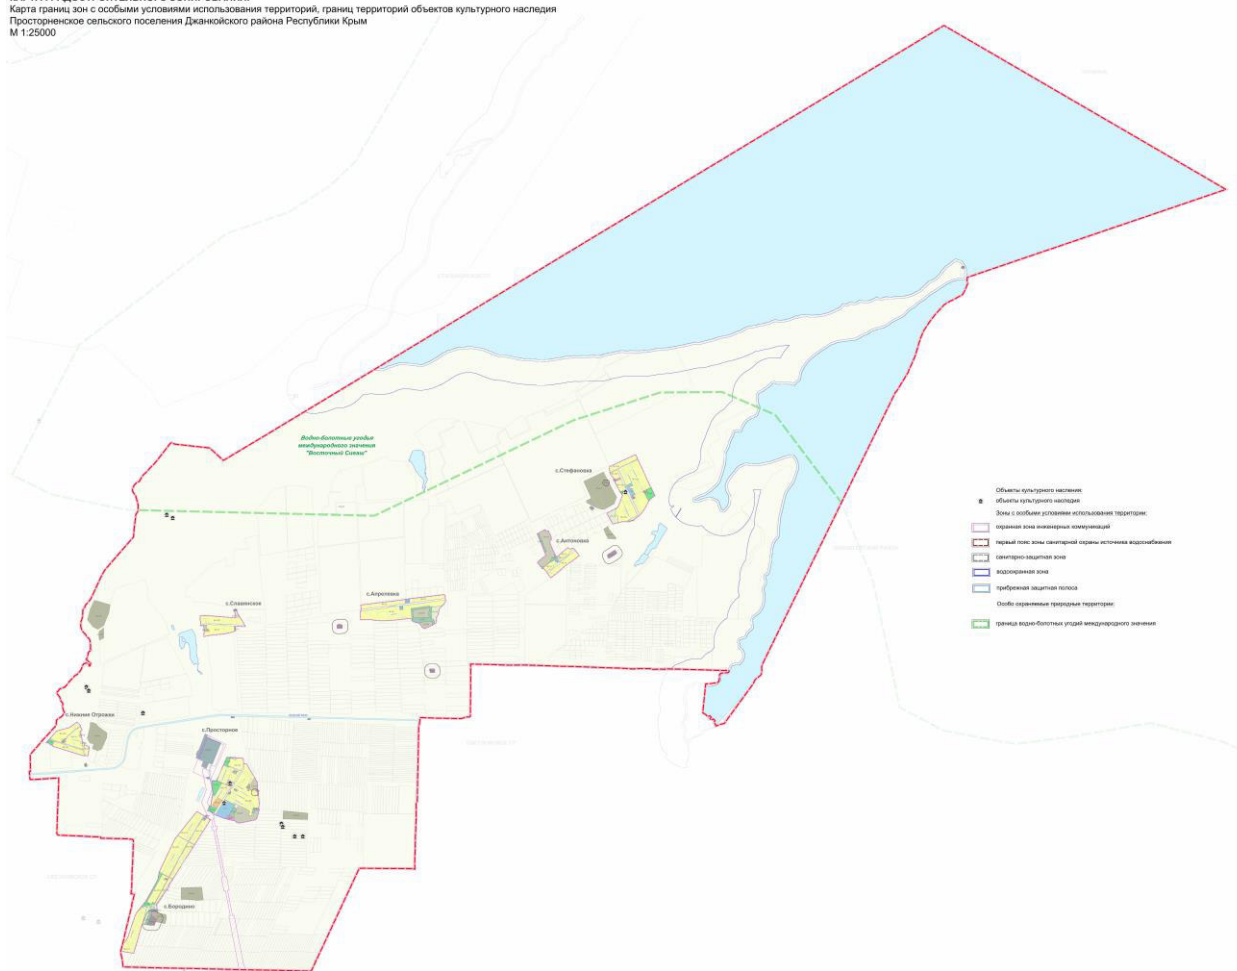 Карта границ зон с особыми условиями использования территорий, границ территорий объектов культурного наследия
Просторненское сельского поселения Джанкойского района Республики Крым
М 1:25000
Водно-болотные угодья
международного значения
"Восточный Сиваш"
с.Стефановка
с.Антоновка
с.Апрелевка
с.Славянское
с.Нижние Отрожки
с.Просторное
с.Бородино
Объекты культурного наследия
объекты культурного наследия
Зоны с особыми условиями использования территории:
охранная зона инженерных коммуникаций
первый пояс зоны санитарной охраны источника водоснабжения
санитарно-защитная зона
водоохранная зона
прибрежная защитная полоса
Особо охраняемые природные территории:
граница водно-болотных угодий международного значения